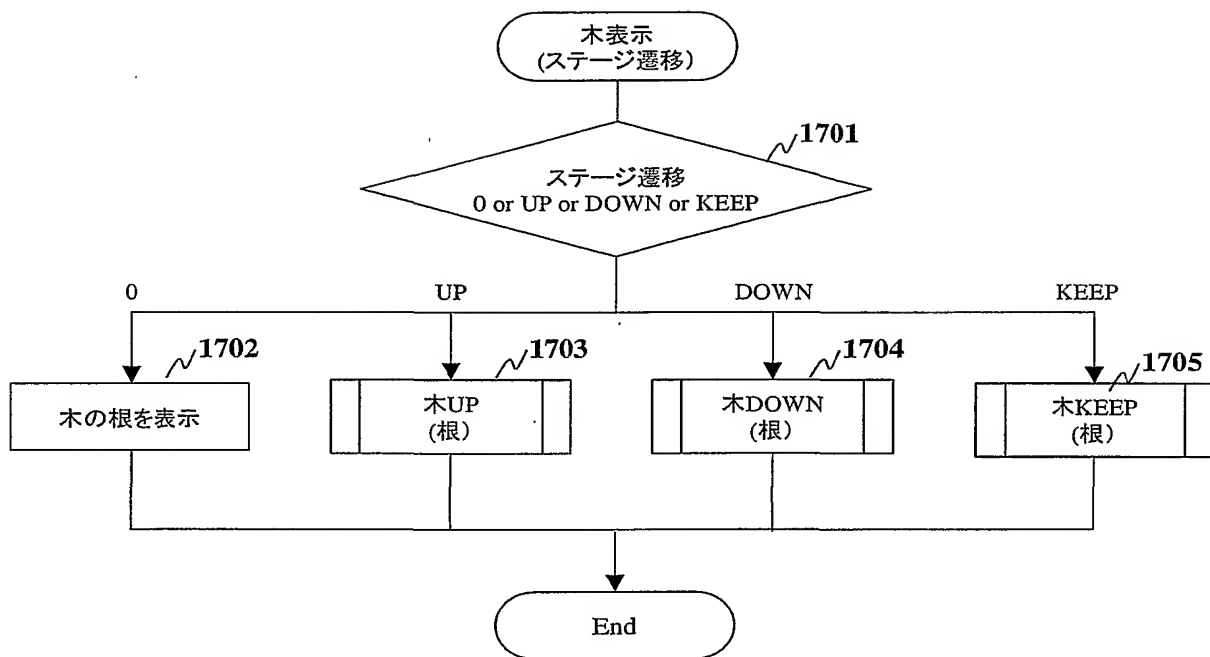 木表示
(ステージ遷移)
1701
ステージ遷移
0 or UP or DOWN or KEEP
0
UP
DOWN
KEEP
1702
1703
1704
1705
木の根を表示
木UP
(根)
木DOWN
(根)
木KEEP
(根)
End